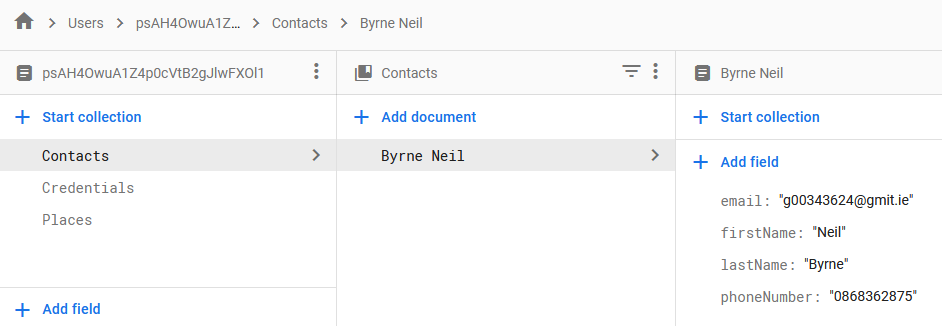 Users > psAH4OwuA1Z... > Contacts > Byrne Neil
psAH4OwuA1Z4p0cVtB2gJlwFXOl1
Contacts
Byrne Neil
+ Start collection
+ Add document
+ Start collection
Contacts
Byrne Neil
+ Add field
Credentials
Places
email: "g00343624@gmit.ie"
firstName: "Neil"
lastName: "Byrne"
phoneNumber: "0868362875"
+ Add field